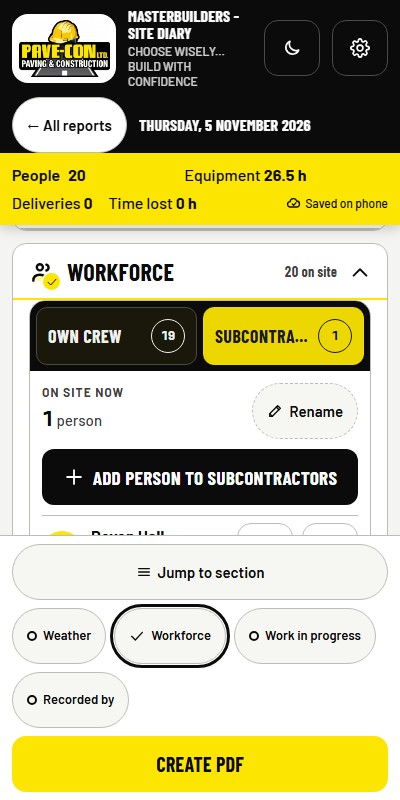 MASTERBUILDERS -
SITE DIARY
CHOOSE WISELY...
BUILD WITH
CONFIDENCE
PAVE-CON LTD.
PAVING & CONSTRUCTION
← All reports
THURSDAY, 5 NOVEMBER 2026
People 20
Equipment 26.5 h
Deliveries 0
Time lost 0 h
Saved on phone
WORKFORCE
20 on site
OWN CREW
19
SUBCONTRA...
1
ON SITE NOW
1 person
Rename
ADD PERSON TO SUBCONTRACTORS
Jump to section
Weather
Workforce
Work in progress
Recorded by
CREATE PDF